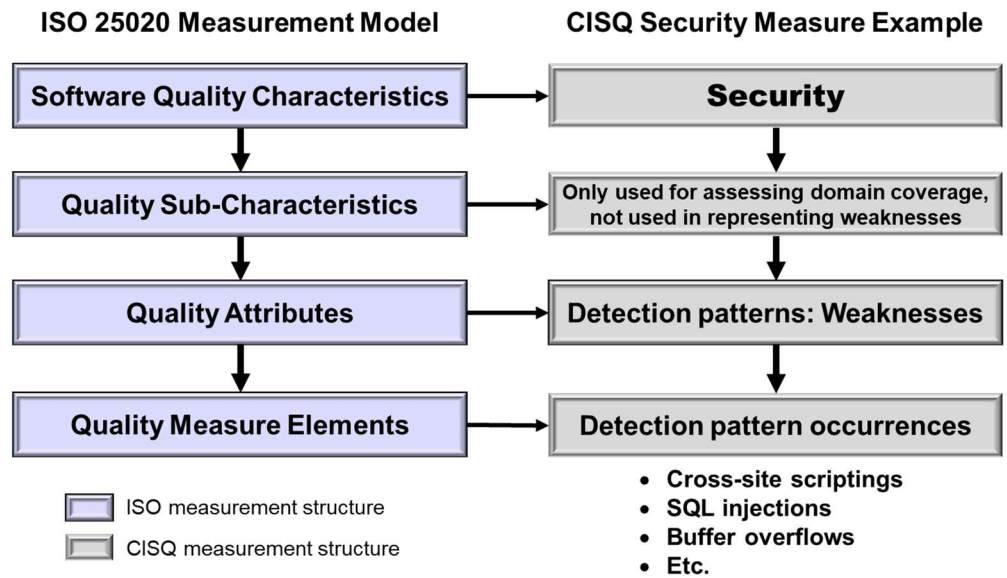 ISO 25020 Measurement Model
CISQ Security Measure Example
Software Quality Characteristics
Security
Quality Sub-Characteristics
Only used for assessing domain coverage,
not used in representing weaknesses
Quality Attributes
Detection patterns: Weaknesses
Quality Measure Elements
Detection pattern occurrences
• Cross-site scriptings
• SQL injections
• Buffer overflows
• Etc.
ISO measurement structure
CISQ measurement structure